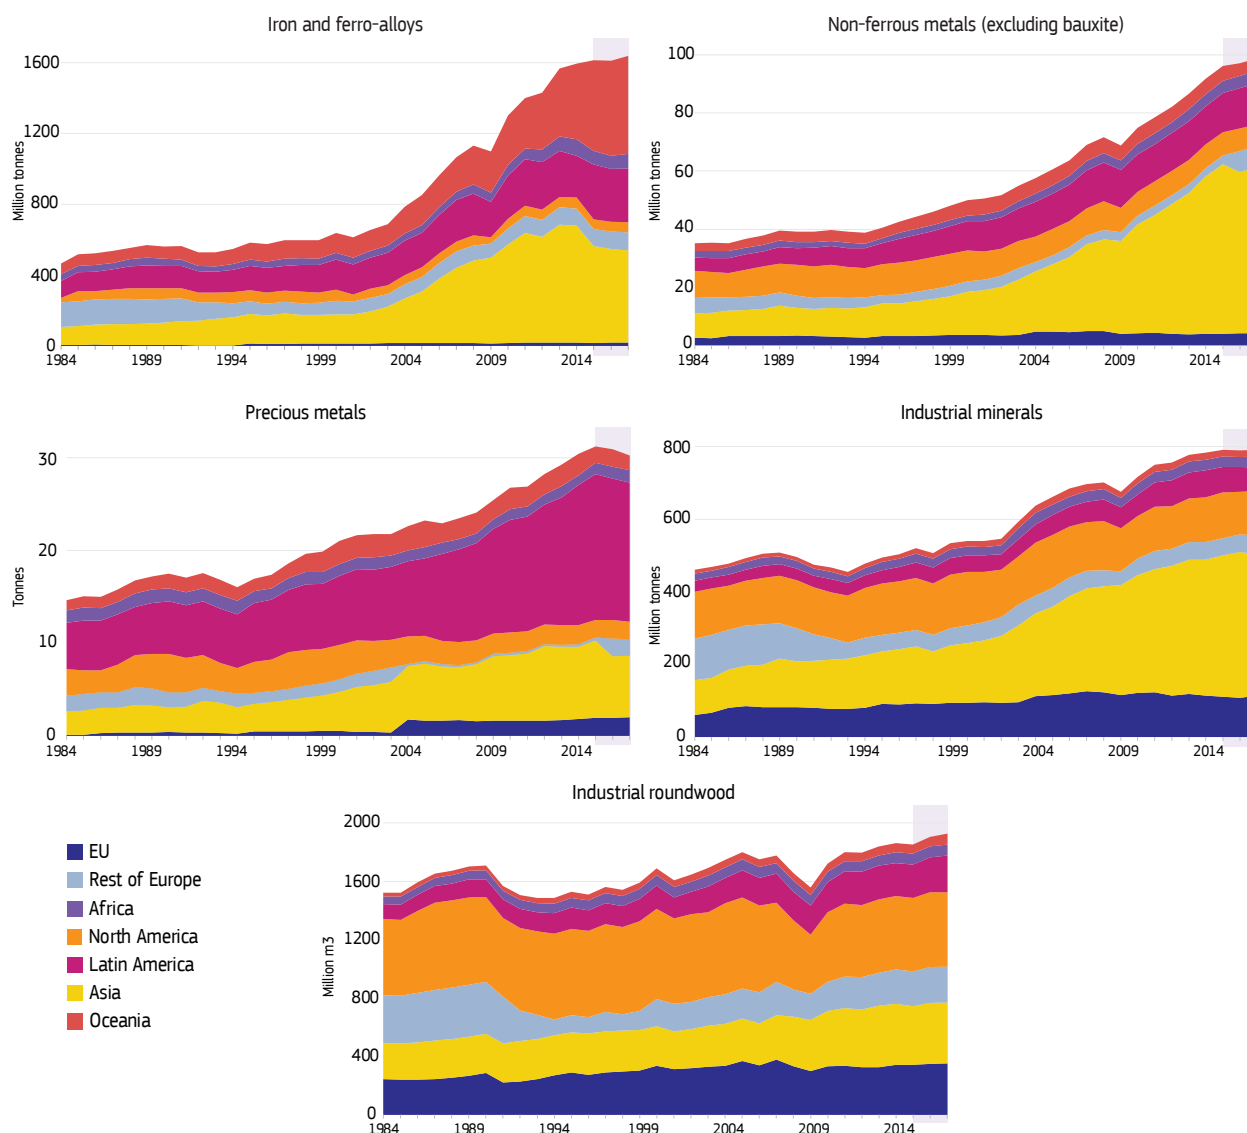 Iron and ferro-alloys
Million tonnes
1600
1200
800
400
0
1984 1989 1994 1999 2004 2009 2014
Non-ferrous metals (excluding bauxite)
Million tonnes
100
80
60
40
20
0
1984 1989 1994 1999 2004 2009 2014
Precious metals
Tonnes
30
20
10
0
1984 1989 1994 1999 2004 2009 2014
Industrial minerals
Million tonnes
800
600
400
200
0
1984 1989 1994 1999 2004 2009 2014
Industrial roundwood
Million m3
2000
1600
1200
800
400
0
1984 1989 1994 1999 2004 2009 2014
EU
Rest of Europe
Africa
North America
Latin America
Asia
Oceania